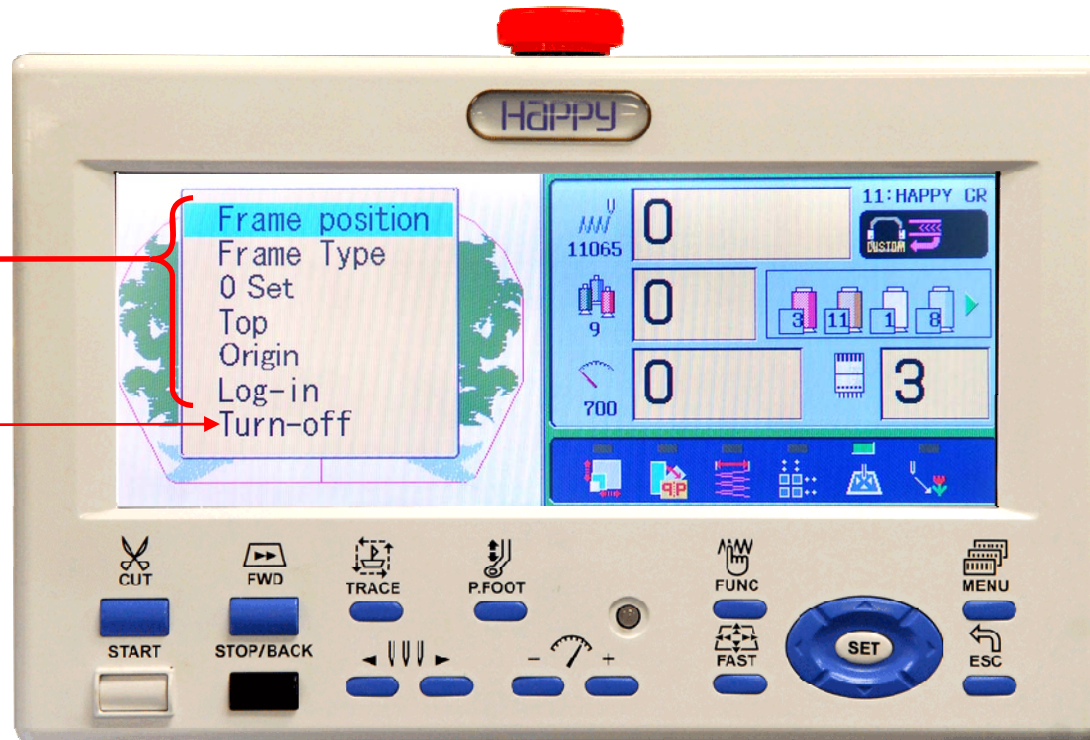 Happy
Frame position
Frame Type
0 Set
Top
Origin
Log-in
Turn-off
11065
0
11:HAPPY GR
CUSTOM
9
0
3
11
1
8
700
0
3
q|p
CUT
FWD
TRACE
P.FOOT
FUNC
MENU
START
STOP/BACK
- +
FAST
SET
ESC